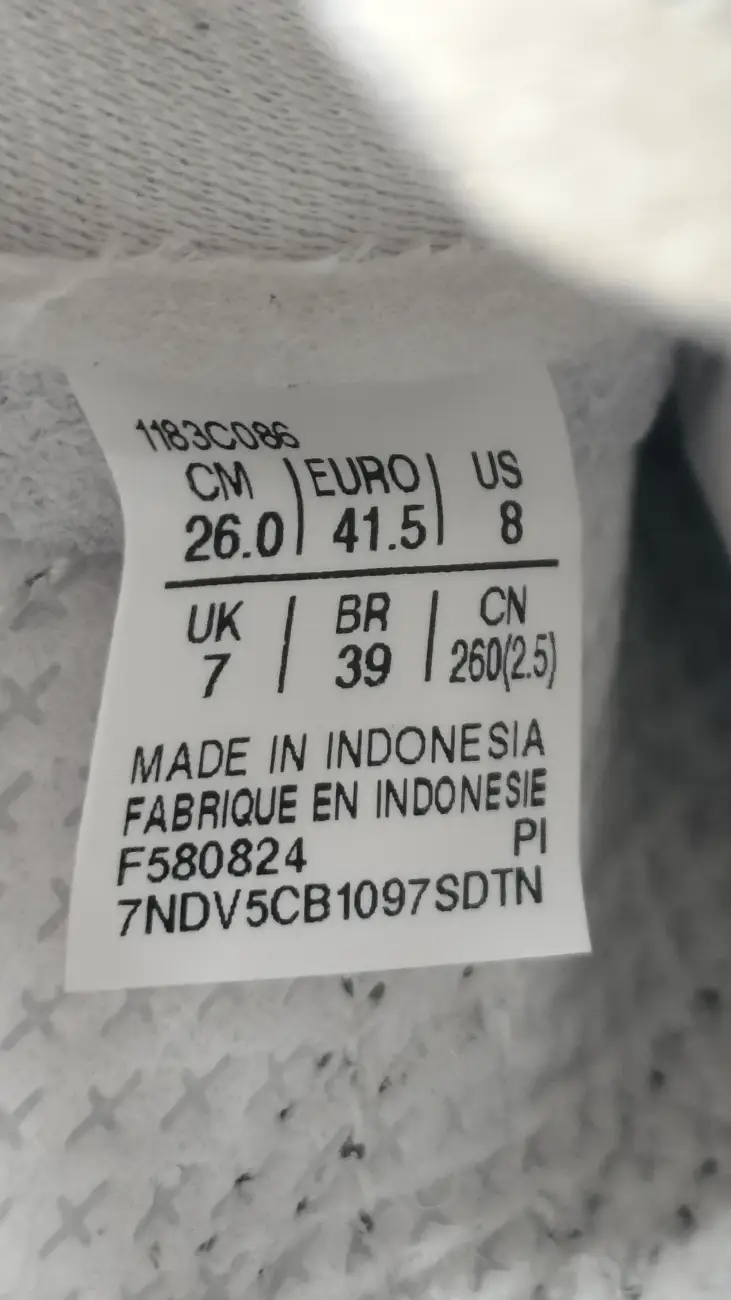 1183C086
CM | EURO | US
26.0 | 41.5 | 8
UK / BR / CN
7 / 39 / 260(2.5)
MADE IN INDONESIA
FABRIQUE EN INDONESIE
F580824 PI
7NDV5CB1097SDTN